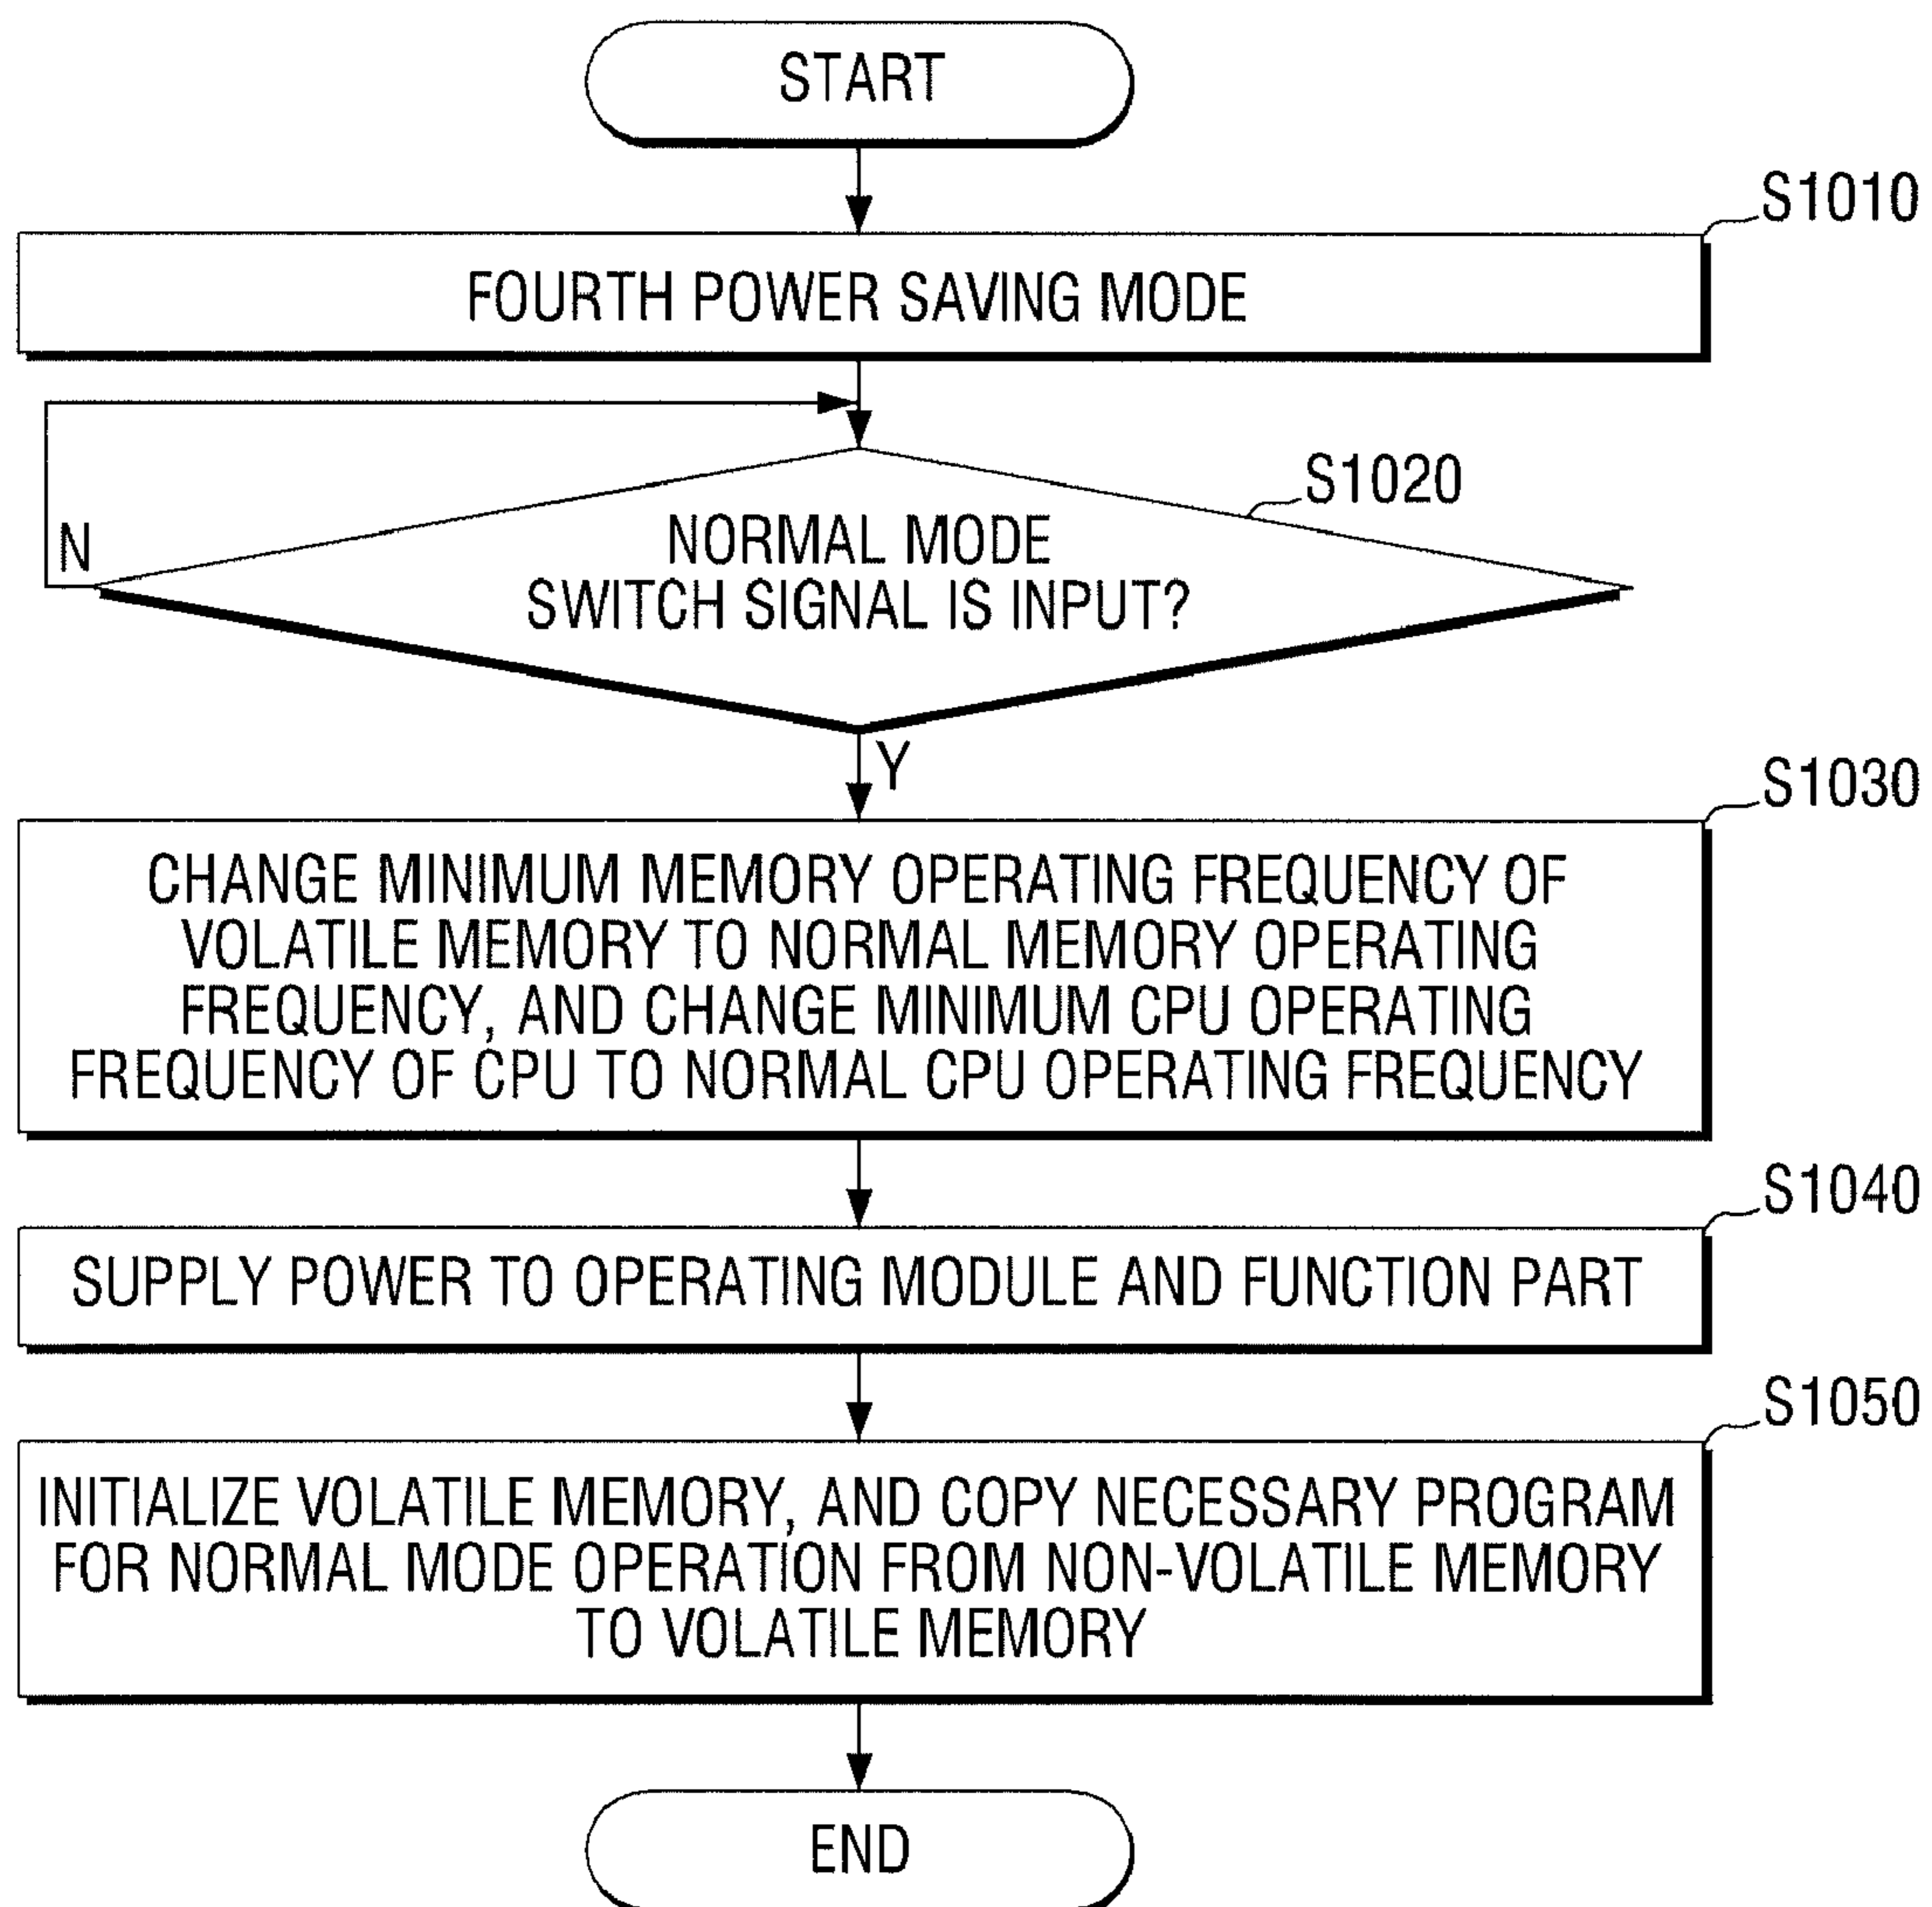 START
S1010
FOURTH POWER SAVING MODE
S1020
NORMAL MODE
SWITCH SIGNAL IS INPUT?
N
Y
S1030
CHANGE MINIMUM MEMORY OPERATING FREQUENCY OF
VOLATILE MEMORY TO NORMAL MEMORY OPERATING
FREQUENCY, AND CHANGE MINIMUM CPU OPERATING
FREQUENCY OF CPU TO NORMAL CPU OPERATING FREQUENCY
S1040
SUPPLY POWER TO OPERATING MODULE AND FUNCTION PART
S1050
INITIALIZE VOLATILE MEMORY, AND COPY NECESSARY PROGRAM
FOR NORMAL MODE OPERATION FROM NON-VOLATILE MEMORY
TO VOLATILE MEMORY
END